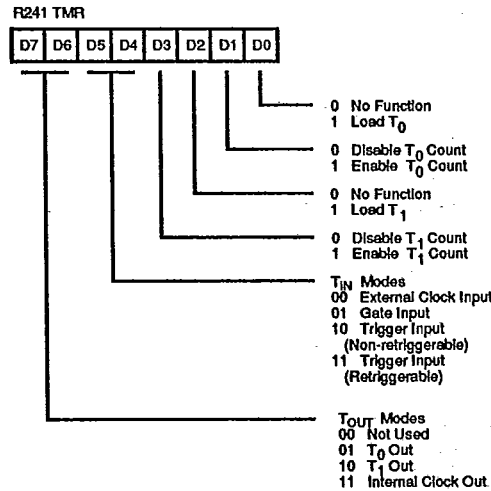 R241 TMR
D7 D6 D5 D4 D3 D2 D1 D0
0 No Function
1 Load T0
0 Disable T0 Count
1 Enable T0 Count
0 No Function
1 Load T1
0 Disable T1 Count
1 Enable T1 Count
TIN Modes
00 External Clock Input
01 Gate Input
10 Trigger Input
(Non-retriggerable)
11 Trigger Input
(Retriggerable)
TOUT Modes
00 Not Used
01 T0 Out
10 T1 Out
11 Internal Clock Out